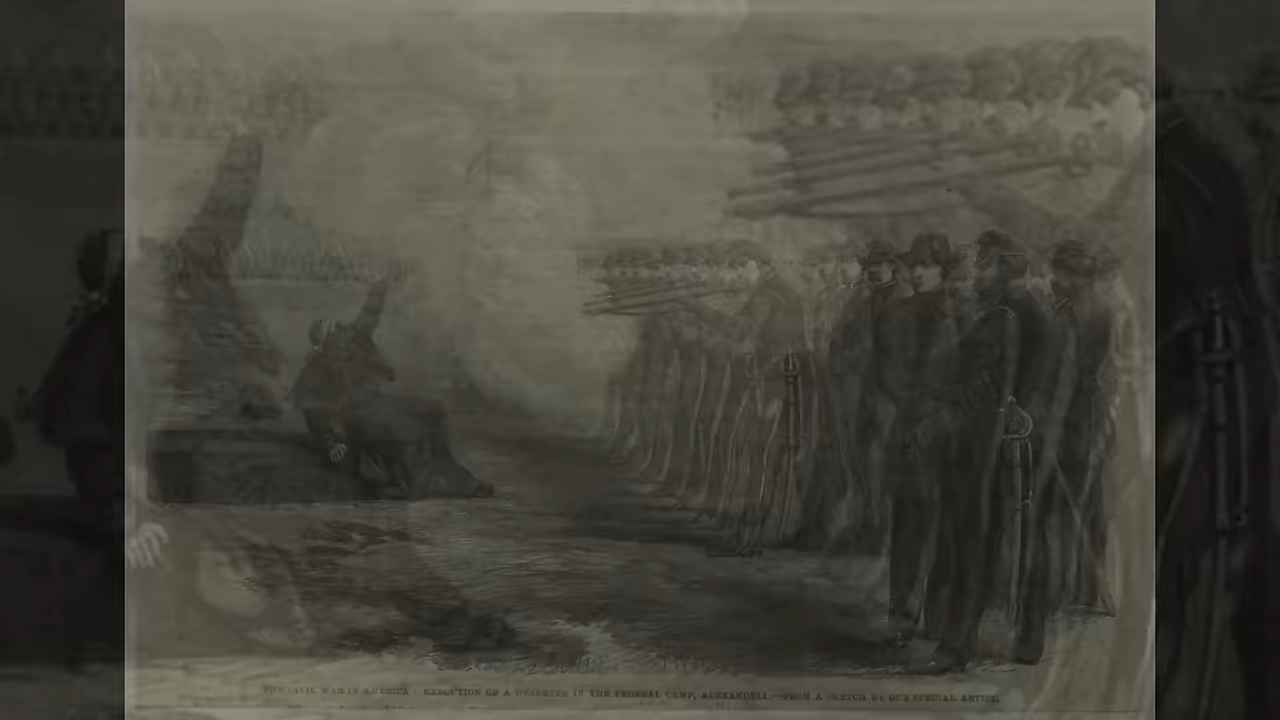 THE CIVIL WAR IN AMERICA : EXECUTION OF A DESERTER IN THE FEDERAL CAMP, ALEXANDRIA.—FROM A SKETCH BY OUR SPECIAL ARTIST.